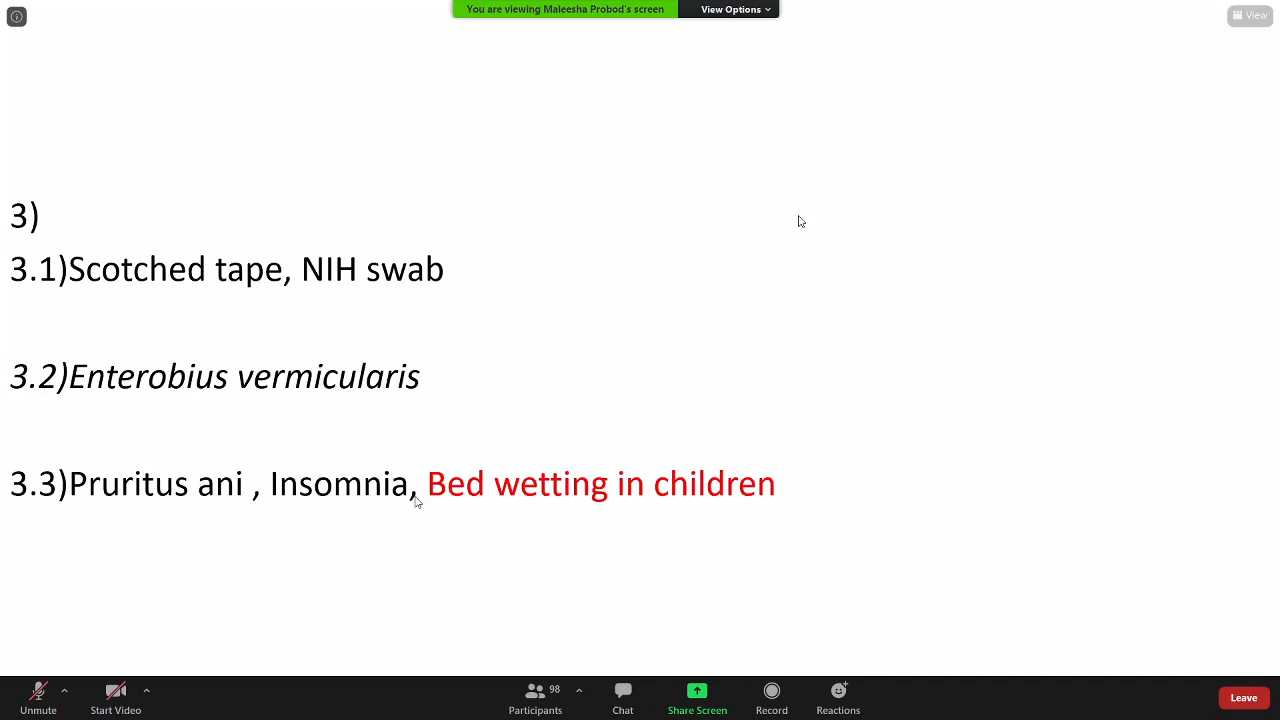 You are viewing Maleesha Probod's screen
View Options
View
3)
3.1)Scotched tape, NIH swab
3.2)Enterobius vermicularis
3.3)Pruritus ani , Insomnia, Bed wetting in children
Unmute
Start Video
98
Participants
Chat
Share Screen
Record
Reactions
Leave